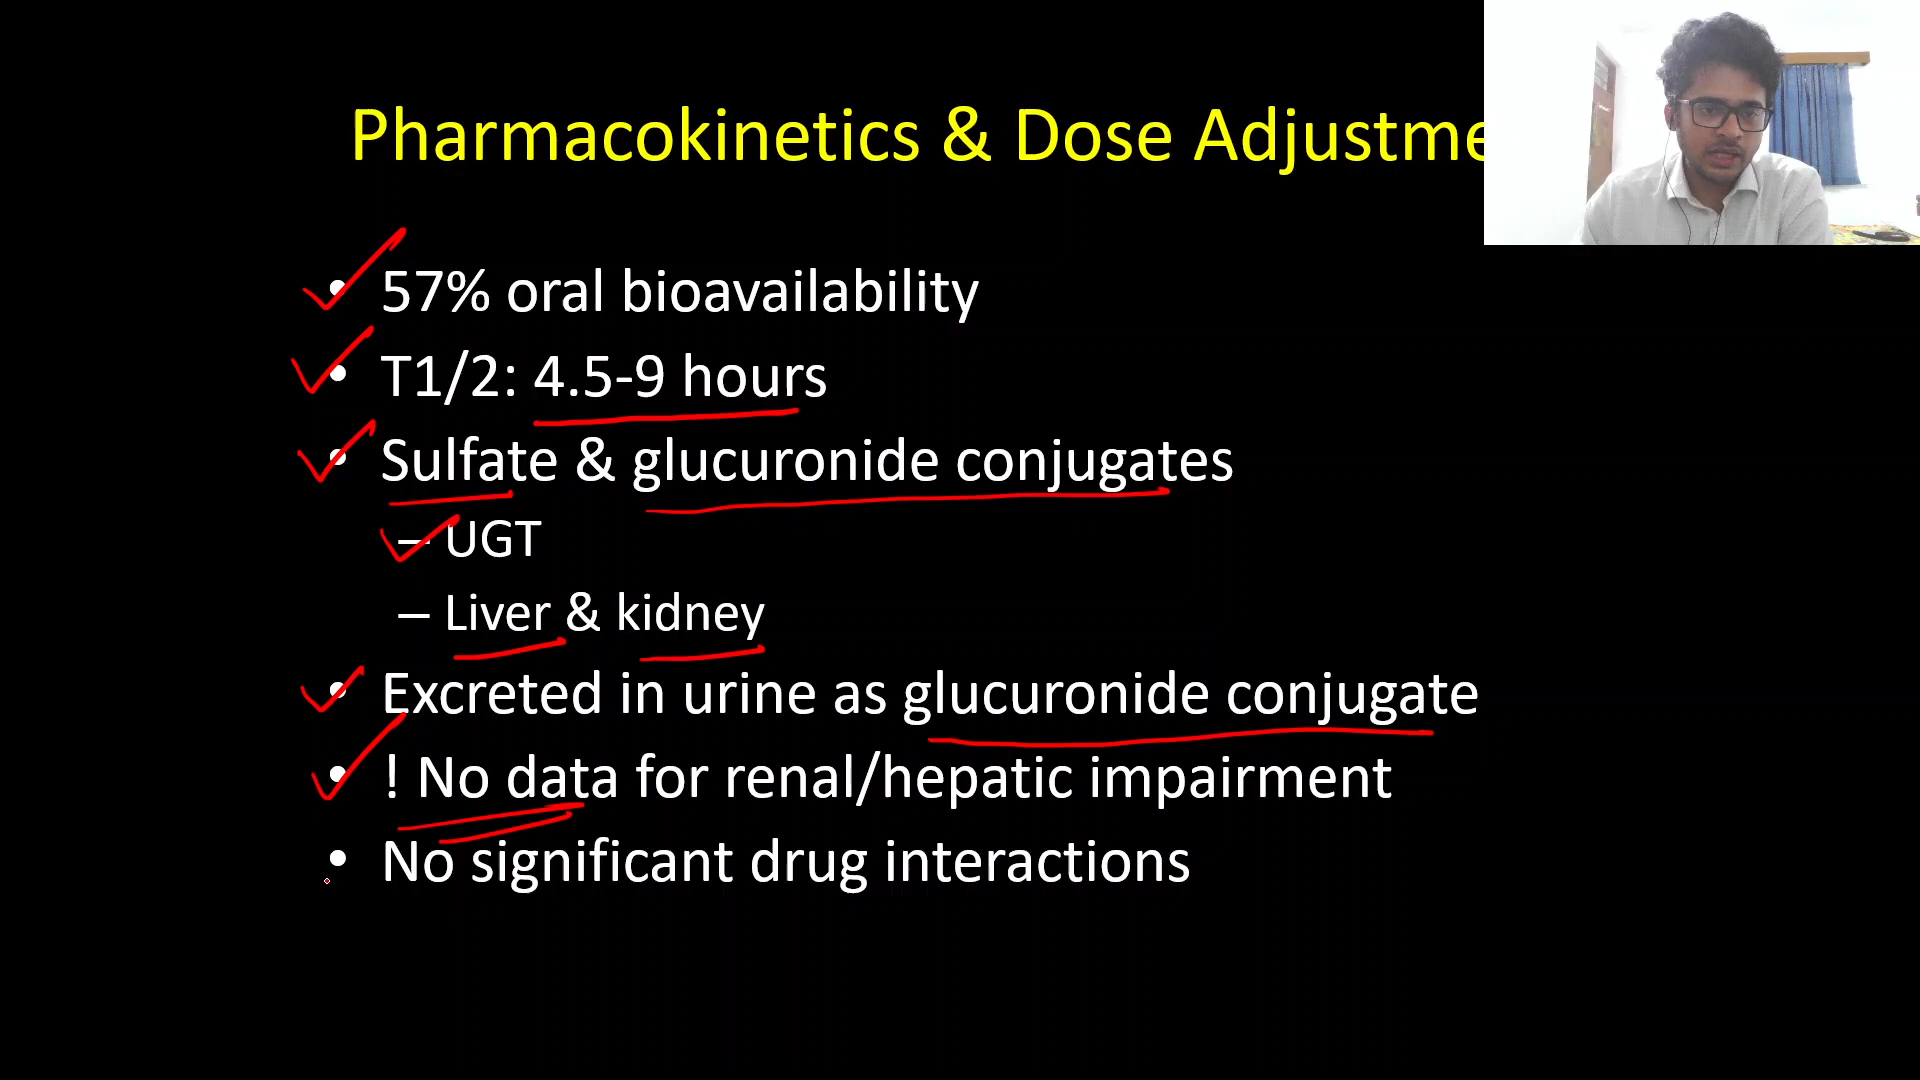 Pharmacokinetics & Dose Adjustme
• 57% oral bioavailability
• T1/2: 4.5-9 hours
• Sulfate & glucuronide conjugates
– UGT
– Liver & kidney
• Excreted in urine as glucuronide conjugate
• ! No data for renal/hepatic impairment
• No significant drug interactions